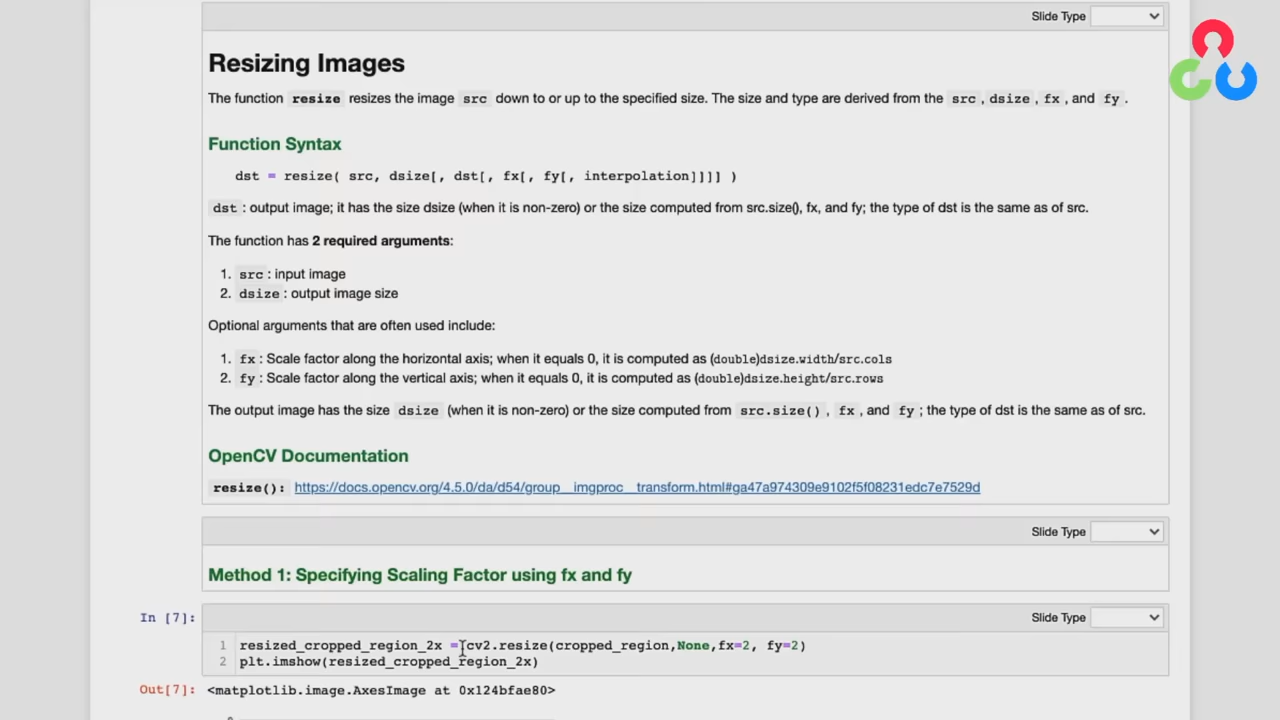 Slide Type
Resizing Images
The function resize resizes the image src down to or up to the specified size. The size and type are derived from the src , dsize , fx , and fy .
Function Syntax
dst = resize( src, dsize[, dst[, fx[, fy[, interpolation]]]] )
dst : output image; it has the size dsize (when it is non-zero) or the size computed from src.size(), fx, and fy; the type of dst is the same as of src.
The function has 2 required arguments:
1. src : input image
2. dsize : output image size
Optional arguments that are often used include:
1. fx : Scale factor along the horizontal axis; when it equals 0, it is computed as (double)dsize.width/src.cols
2. fy : Scale factor along the vertical axis; when it equals 0, it is computed as (double)dsize.height/src.rows
The output image has the size dsize (when it is non-zero) or the size computed from src.size() , fx , and fy ; the type of dst is the same as of src.
OpenCV Documentation
resize(): https://docs.opencv.org/4.5.0/da/d54/group__imgproc__transform.html#ga47a974309e9102f5f08231edc7e7529d
Slide Type
Method 1: Specifying Scaling Factor using fx and fy
In [7]:
Slide Type
1 resized_cropped_region_2x = cv2.resize(cropped_region,None,fx=2, fy=2)
2 plt.imshow(resized_cropped_region_2x)
Out[7]: <matplotlib.image.AxesImage at 0x124bfae80>